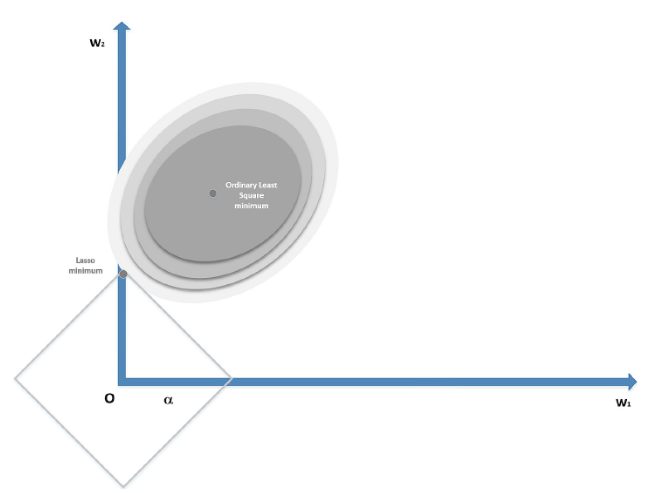 W₂
Ordinary Least
Square
minimum
Lasso
minimum
O
α
W₁